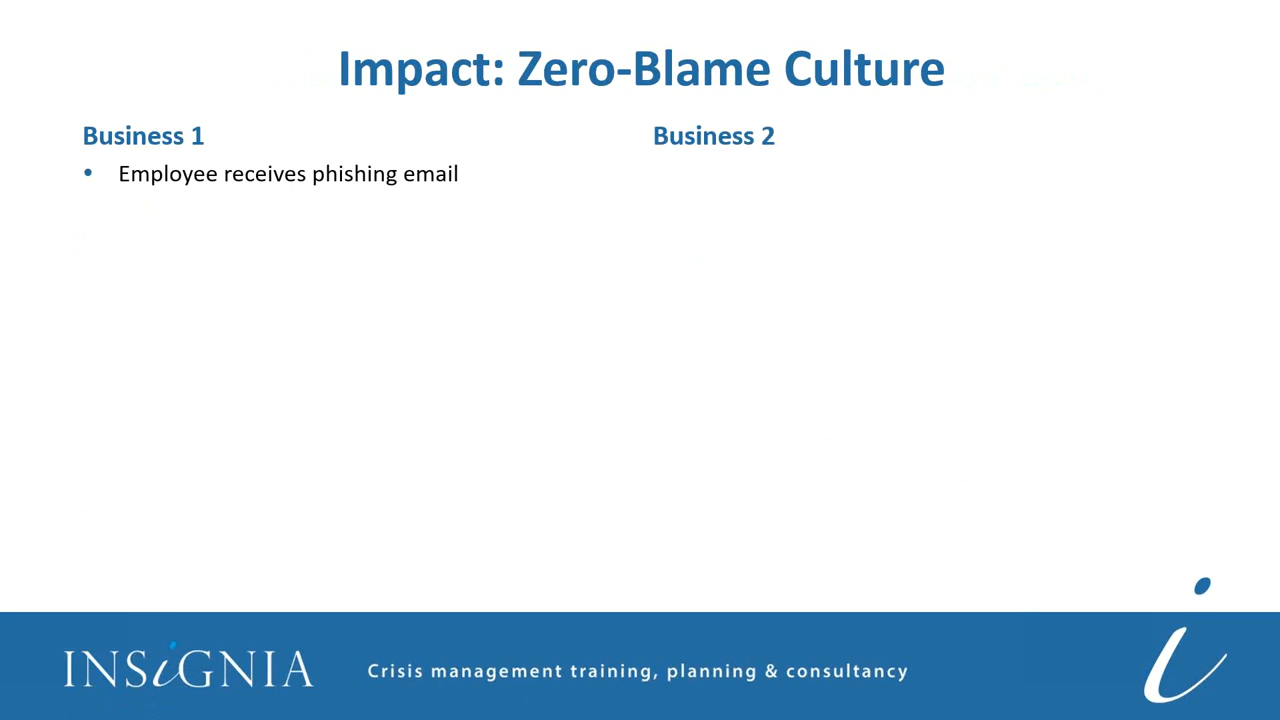 Impact: Zero-Blame Culture
Business 1
• Employee receives phishing email
Business 2
INSiGNIA
Crisis management training, planning & consultancy
i